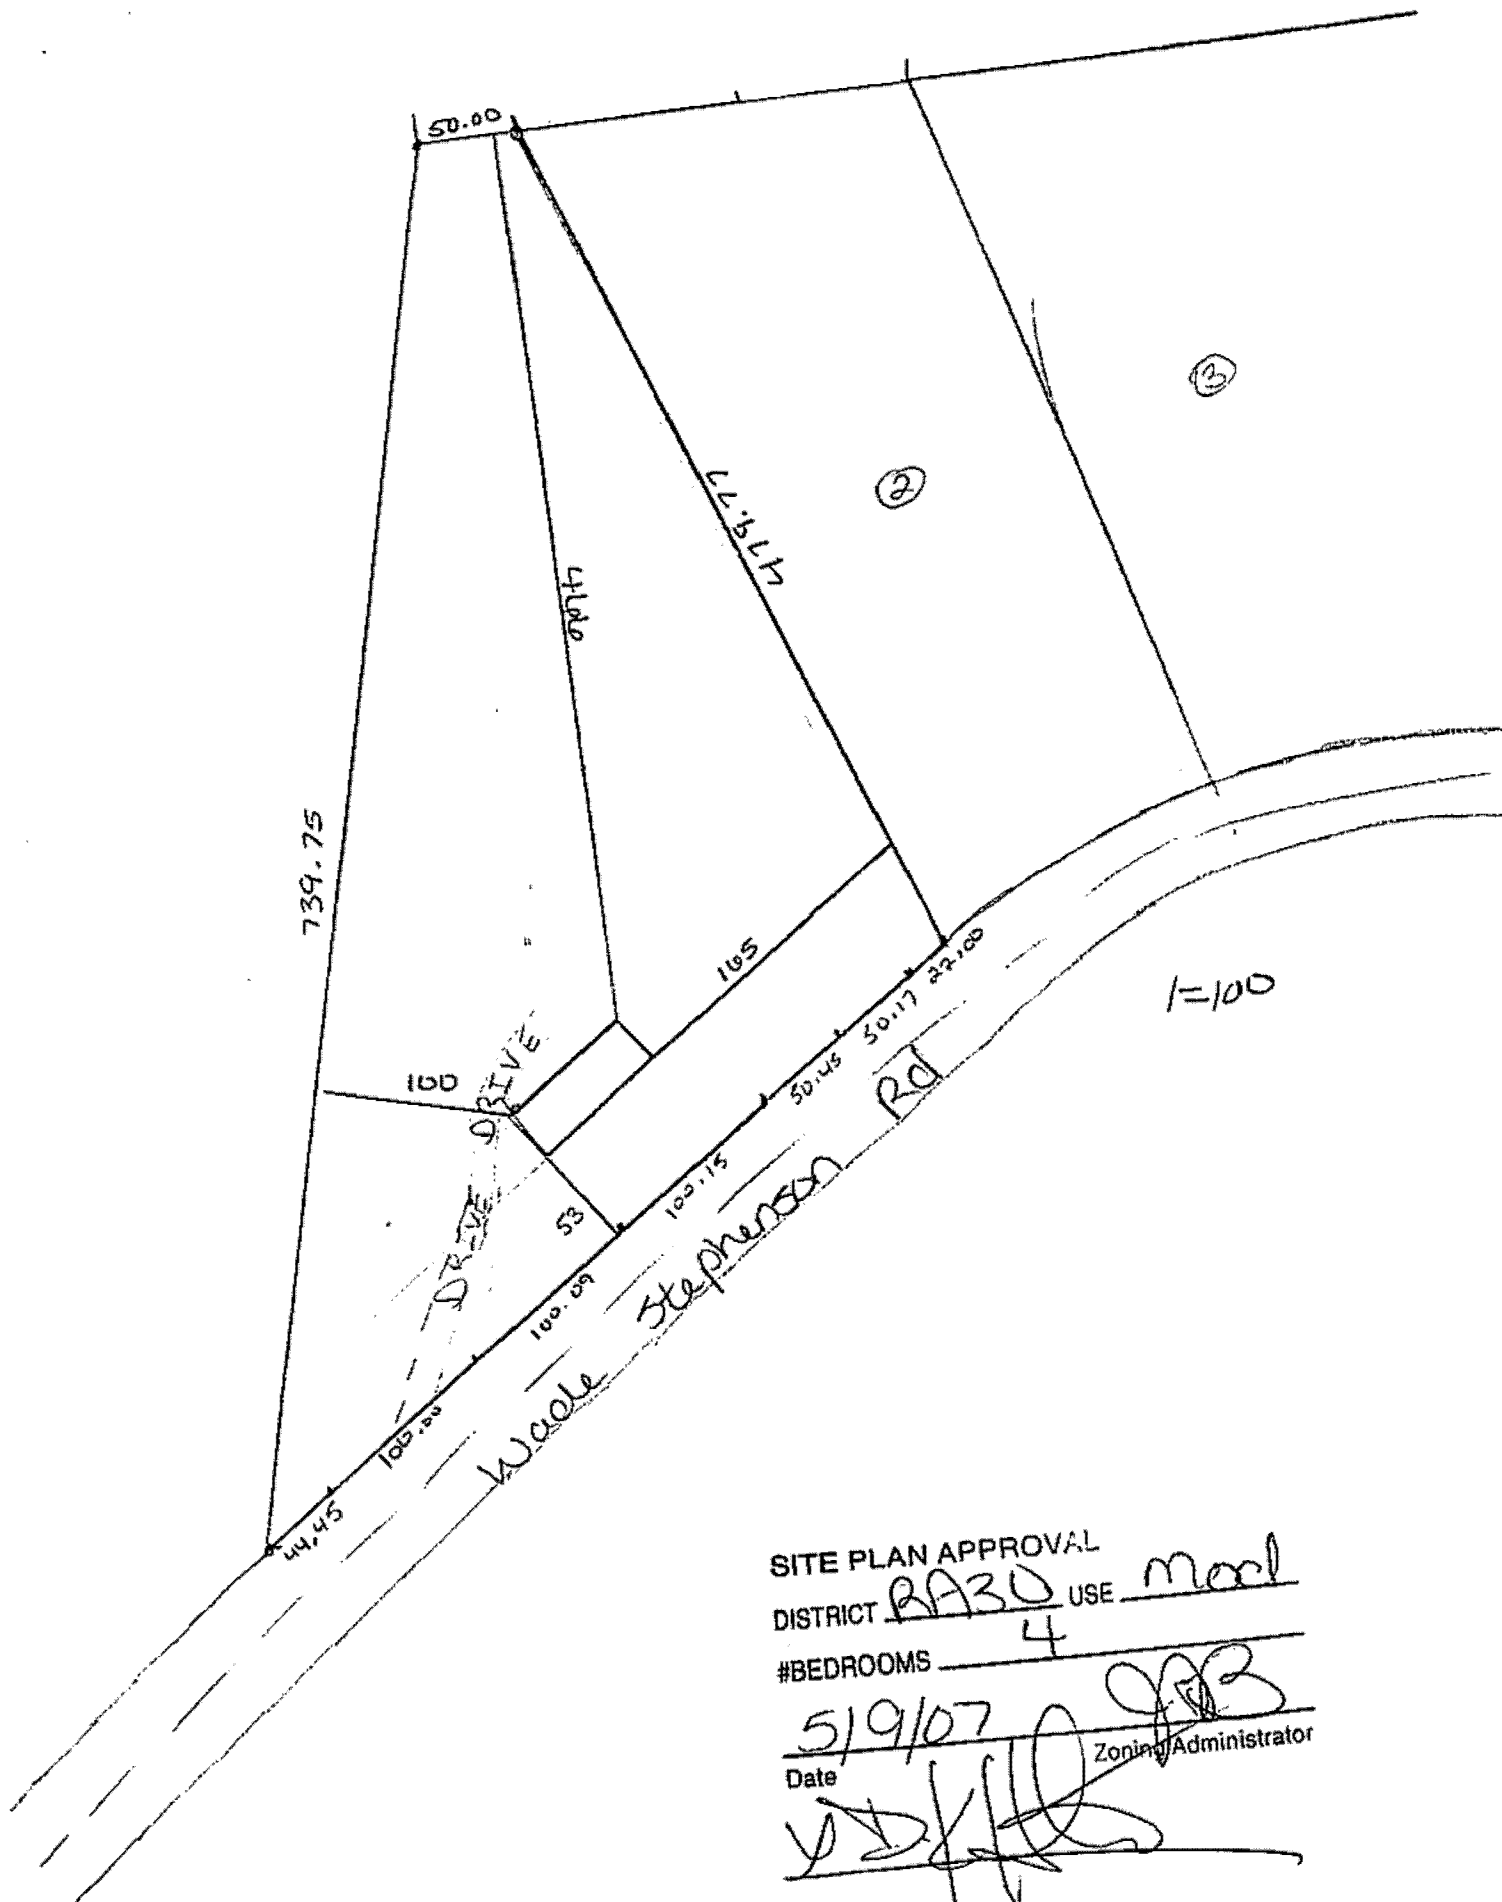 50.00
3
2
479.77
466
739.75
165
22.00
50.17
1=100
50.45
Rd
100
DRIVE
100.15
Stephenson
DRIVE
53
100.09
Wade
100.00
44.45
SITE PLAN APPROVAL
DISTRICT RA30 USE Mod
#BEDROOMS 4
5/9/07
Zoning Administrator
Date